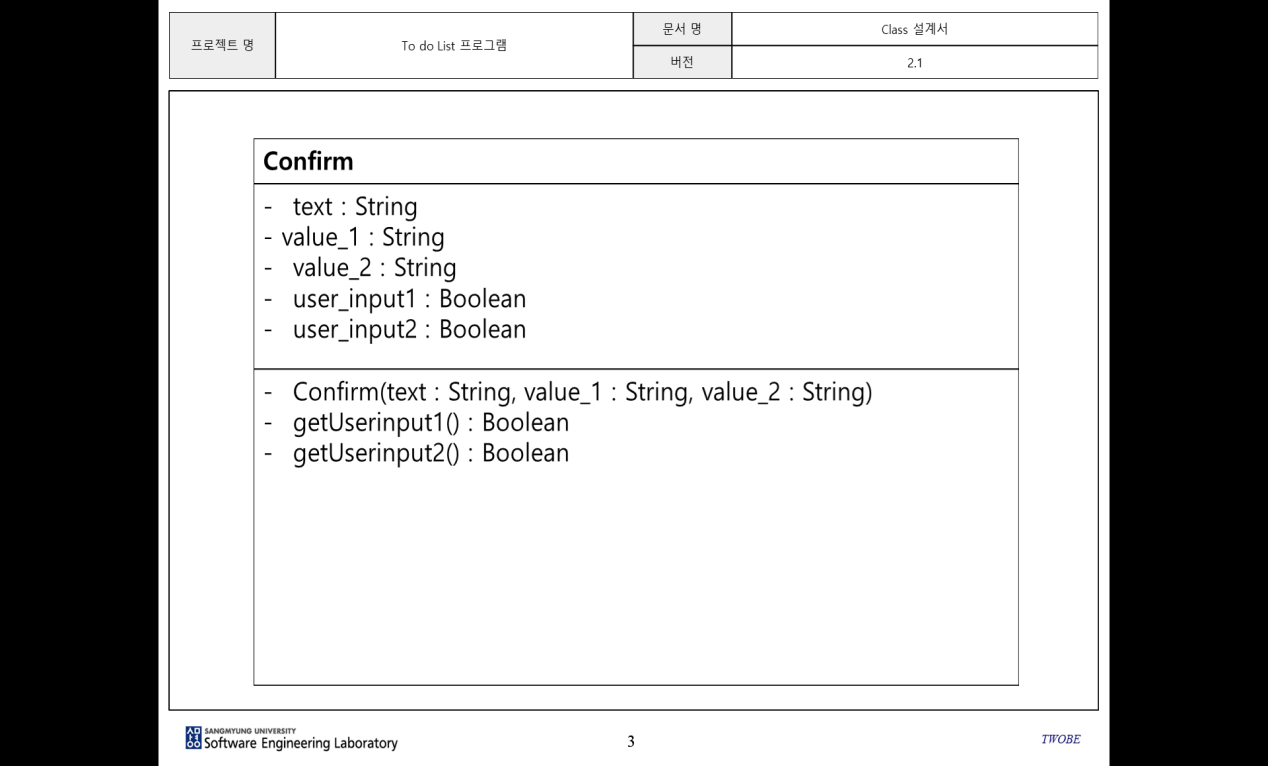 프로젝트 명
To do List 프로그램
문서 명
Class 설계서
버전
2.1
Confirm
- text : String
- value_1 : String
- value_2 : String
- user_input1 : Boolean
- user_input2 : Boolean
- Confirm(text : String, value_1 : String, value_2 : String)
- getUserinput1() : Boolean
- getUserinput2() : Boolean
SANGMYUNG UNIVERSITY
Software Engineering Laboratory
3
TWOBE